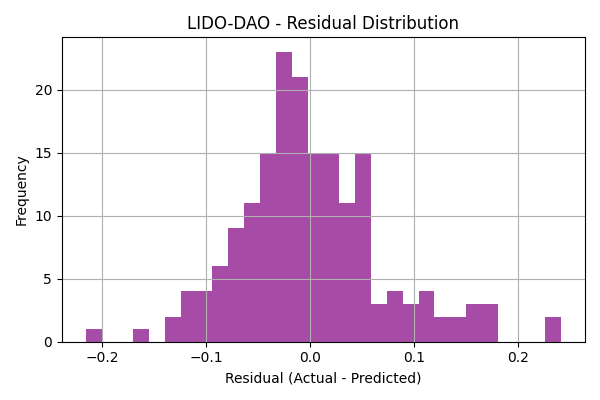 LIDO-DAO - Residual Distribution
Frequency
20
15
10
5
0
−0.2 −0.1 0.0 0.1 0.2
Residual (Actual - Predicted)